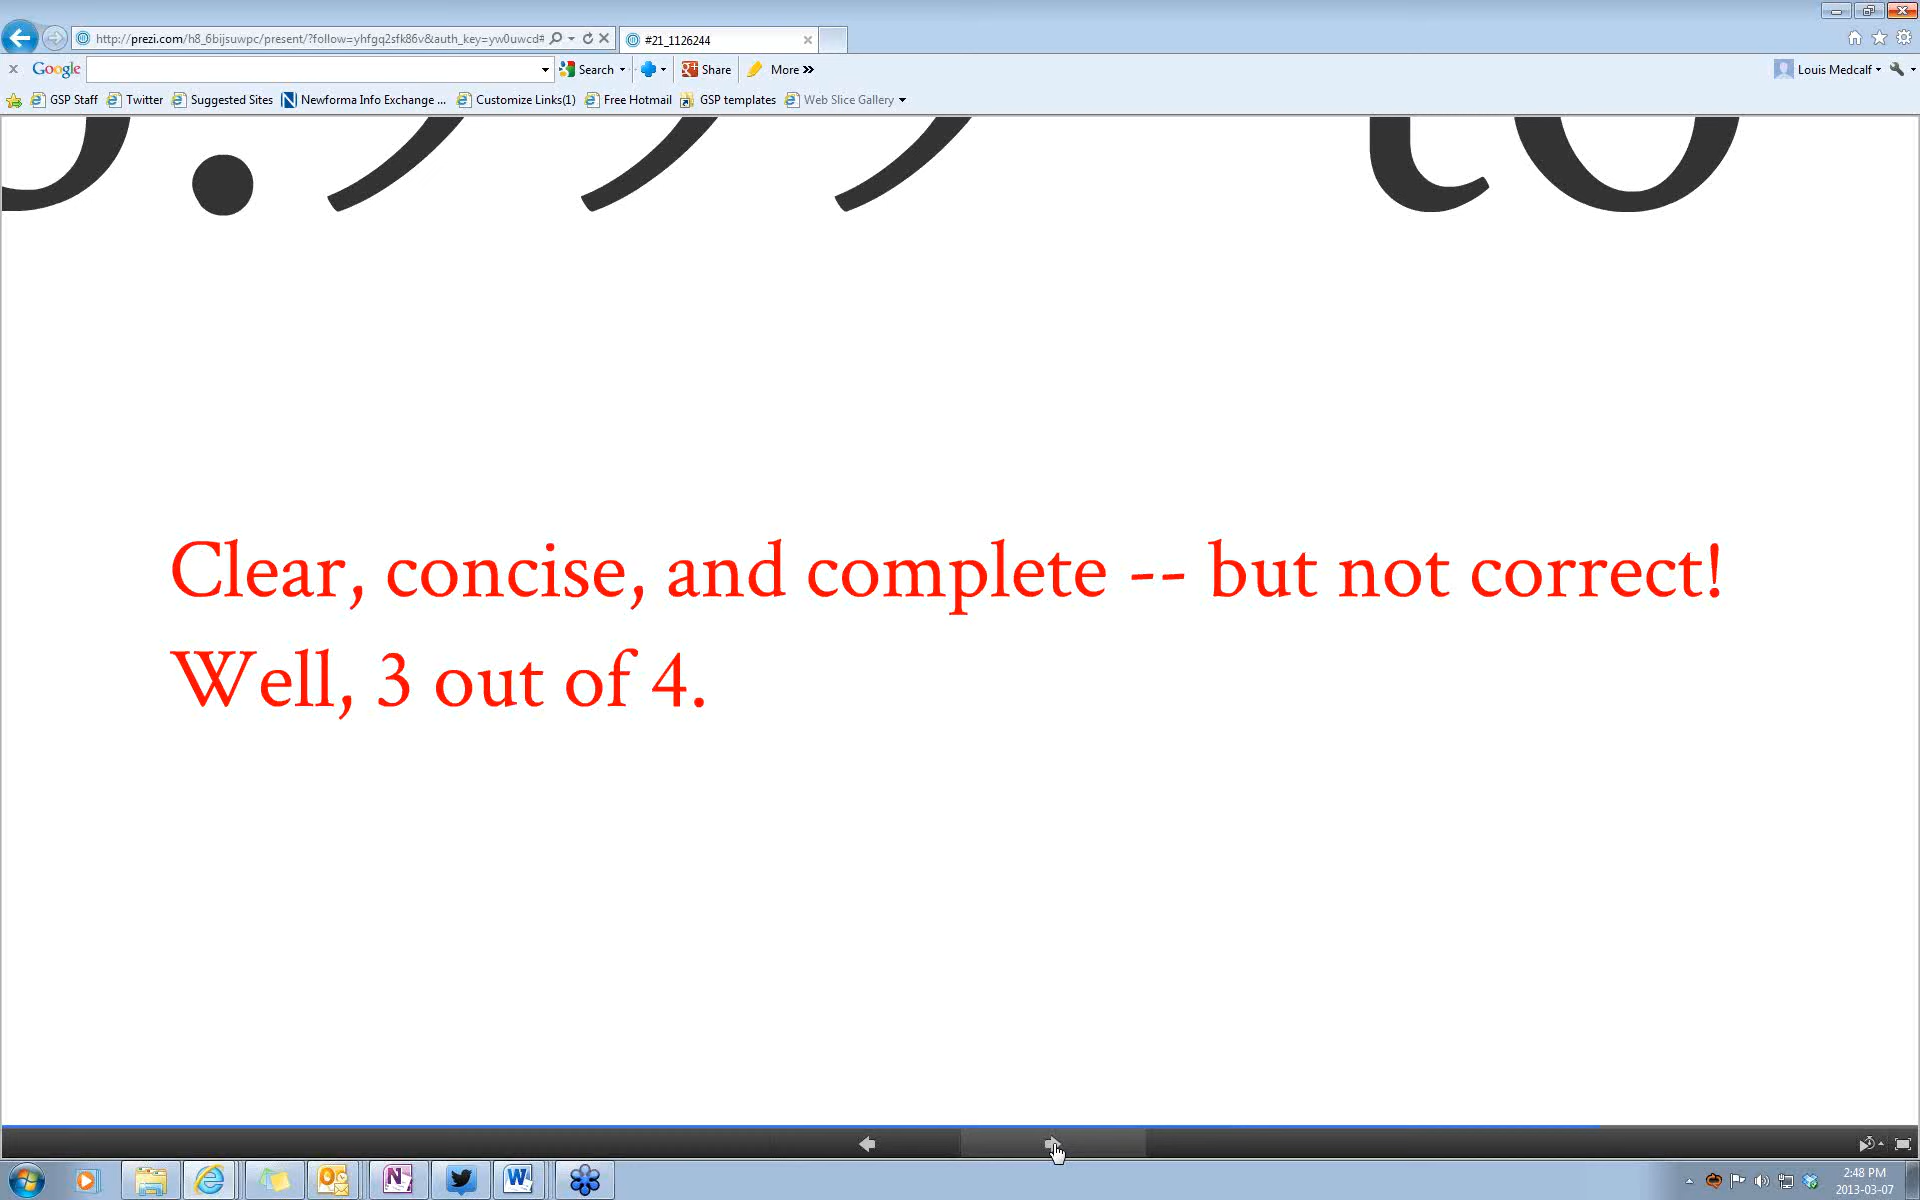 http://prezi.com/h8_6bijsuwpc/present/?follow=yhfgq2sfk86v&auth_key=yw0uwcd#
#21_1126244
x Google Search Share More »
Louis Medcalf
GSP Staff Twitter Suggested Sites Newforma Info Exchange ... Customize Links(1) Free Hotmail GSP templates Web Slice Gallery
.999 to
Clear, concise, and complete -- but not correct!
Well, 3 out of 4.
2:48 PM
2013-03-07